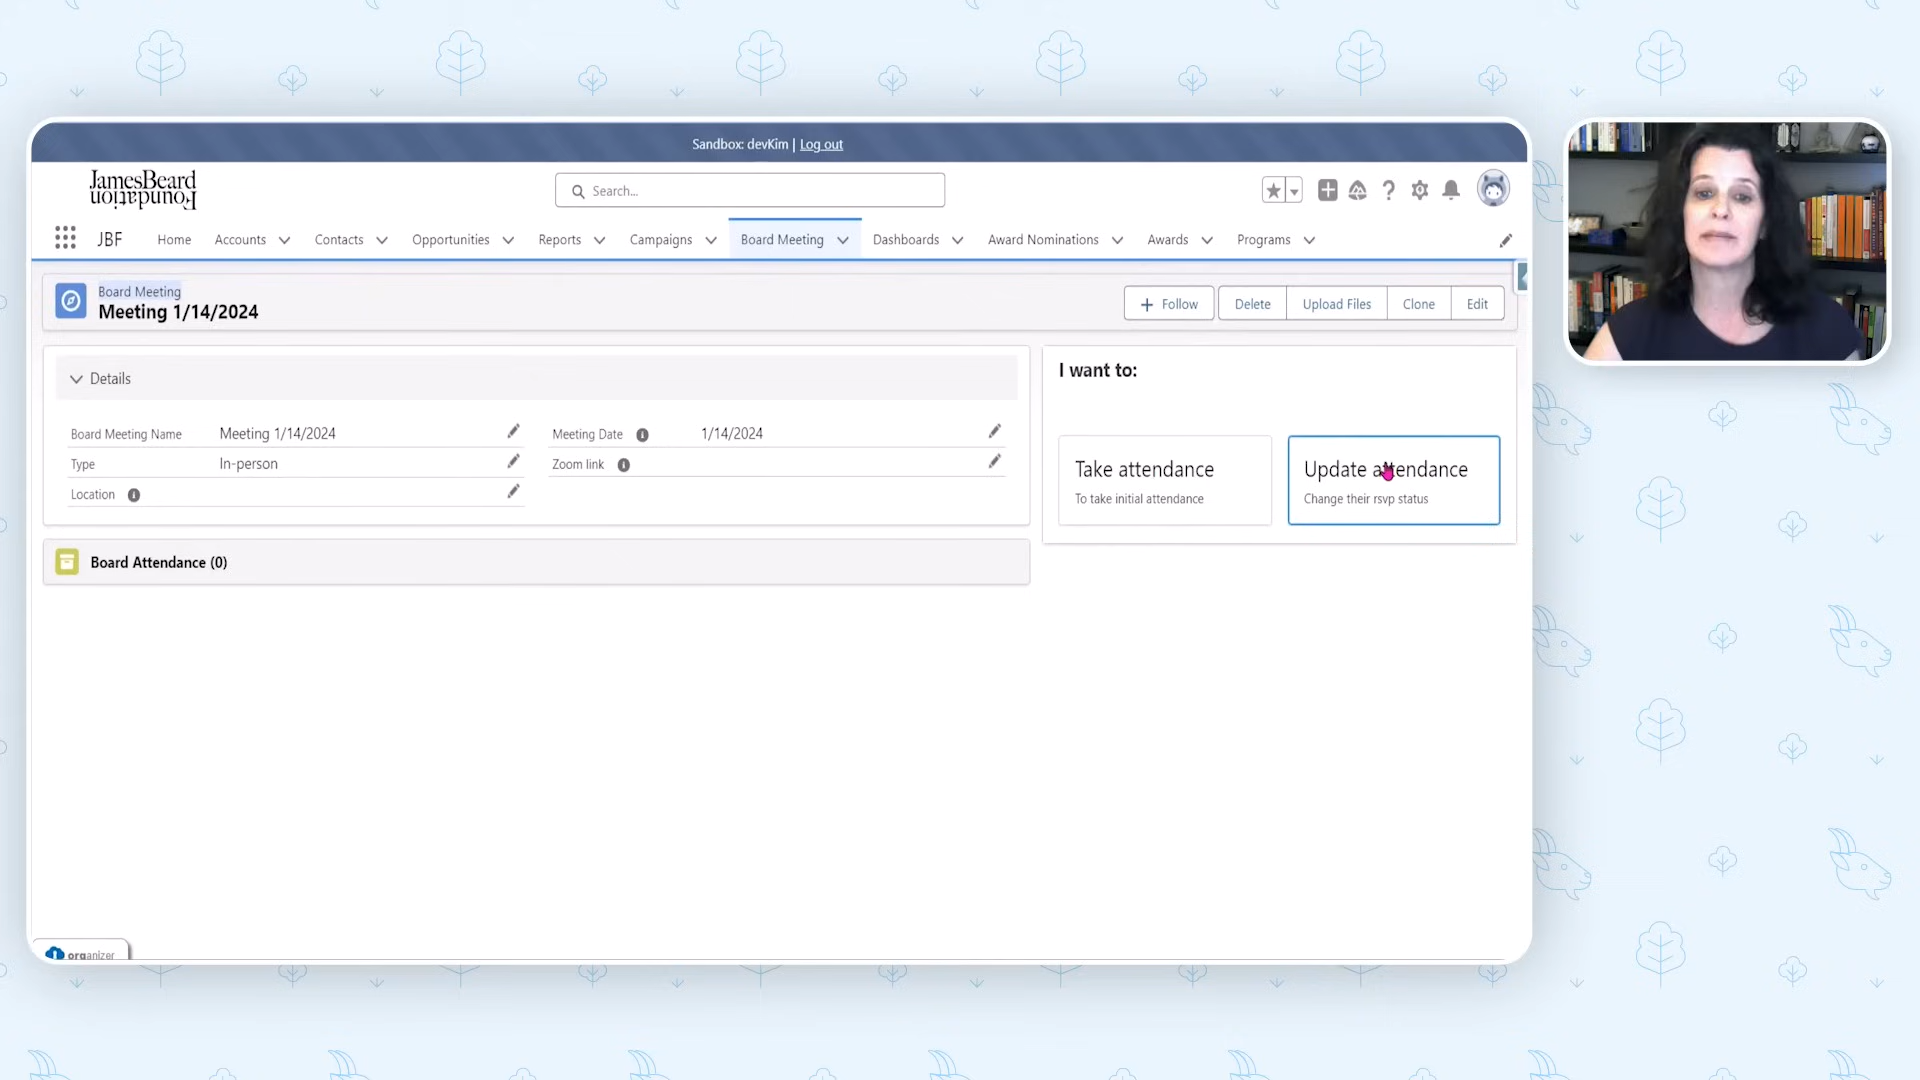 Sandbox: devKim | Log out
JamesBeard
Foundation
Search...
JBF
Home
Accounts
Contacts
Opportunities
Reports
Campaigns
Board Meeting
Dashboards
Award Nominations
Awards
Programs
Board Meeting
Meeting 1/14/2024
Follow
Delete
Upload Files
Clone
Edit
Details
Board Meeting Name
Meeting 1/14/2024
Meeting Date
1/14/2024
Type
In-person
Zoom link
Location
Board Attendance (0)
I want to:
Take attendance
To take initial attendance
Update attendance
Change their rsvp status
organizer